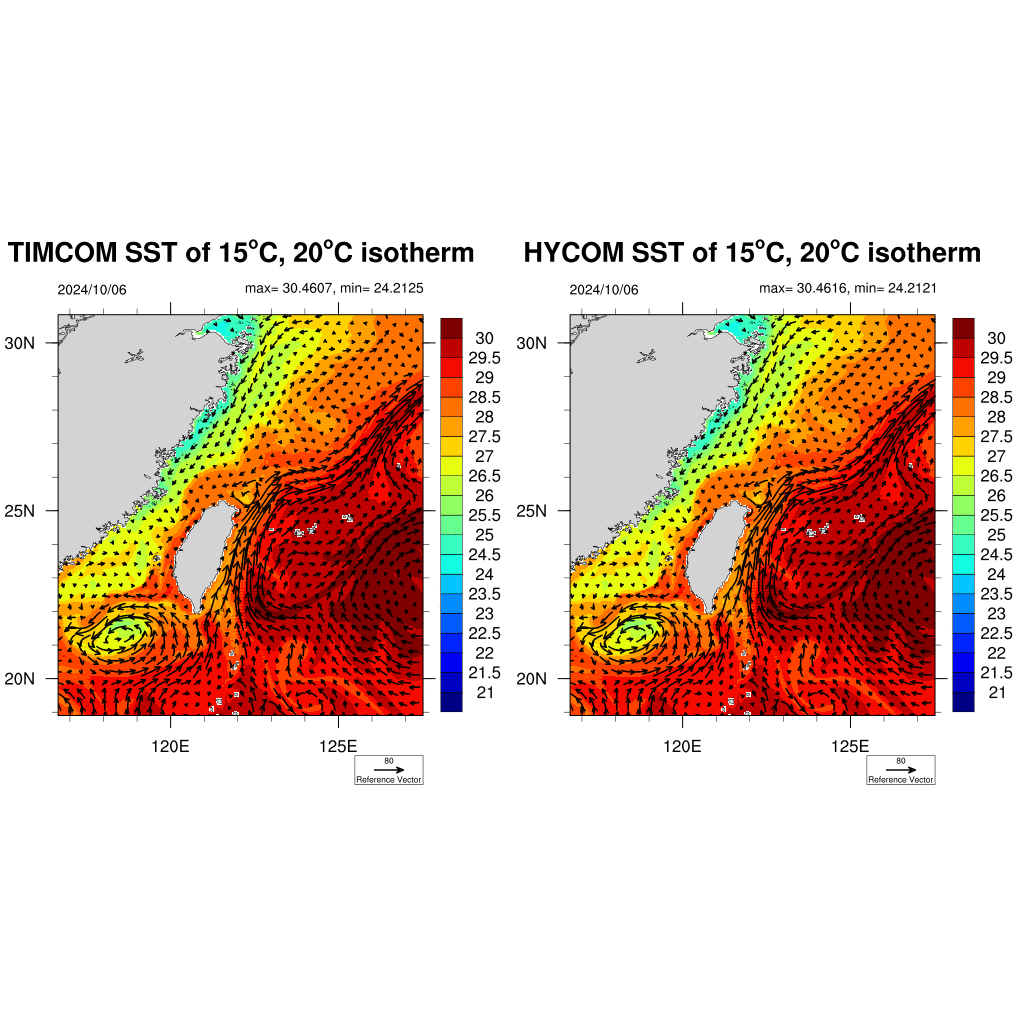 TIMCOM SST of 15°C, 20°C isotherm
2024/10/06
max= 30.4607, min= 24.2125
30N
25N
20N
120E
125E
30
29.5
29
28.5
28
27.5
27
26.5
26
25.5
25
24.5
24
23.5
23
22.5
22
21.5
21
80
Reference Vector
HYCOM SST of 15°C, 20°C isotherm
2024/10/06
max= 30.4616, min= 24.2121
30N
25N
20N
120E
125E
30
29.5
29
28.5
28
27.5
27
26.5
26
25.5
25
24.5
24
23.5
23
22.5
22
21.5
21
80
Reference Vector